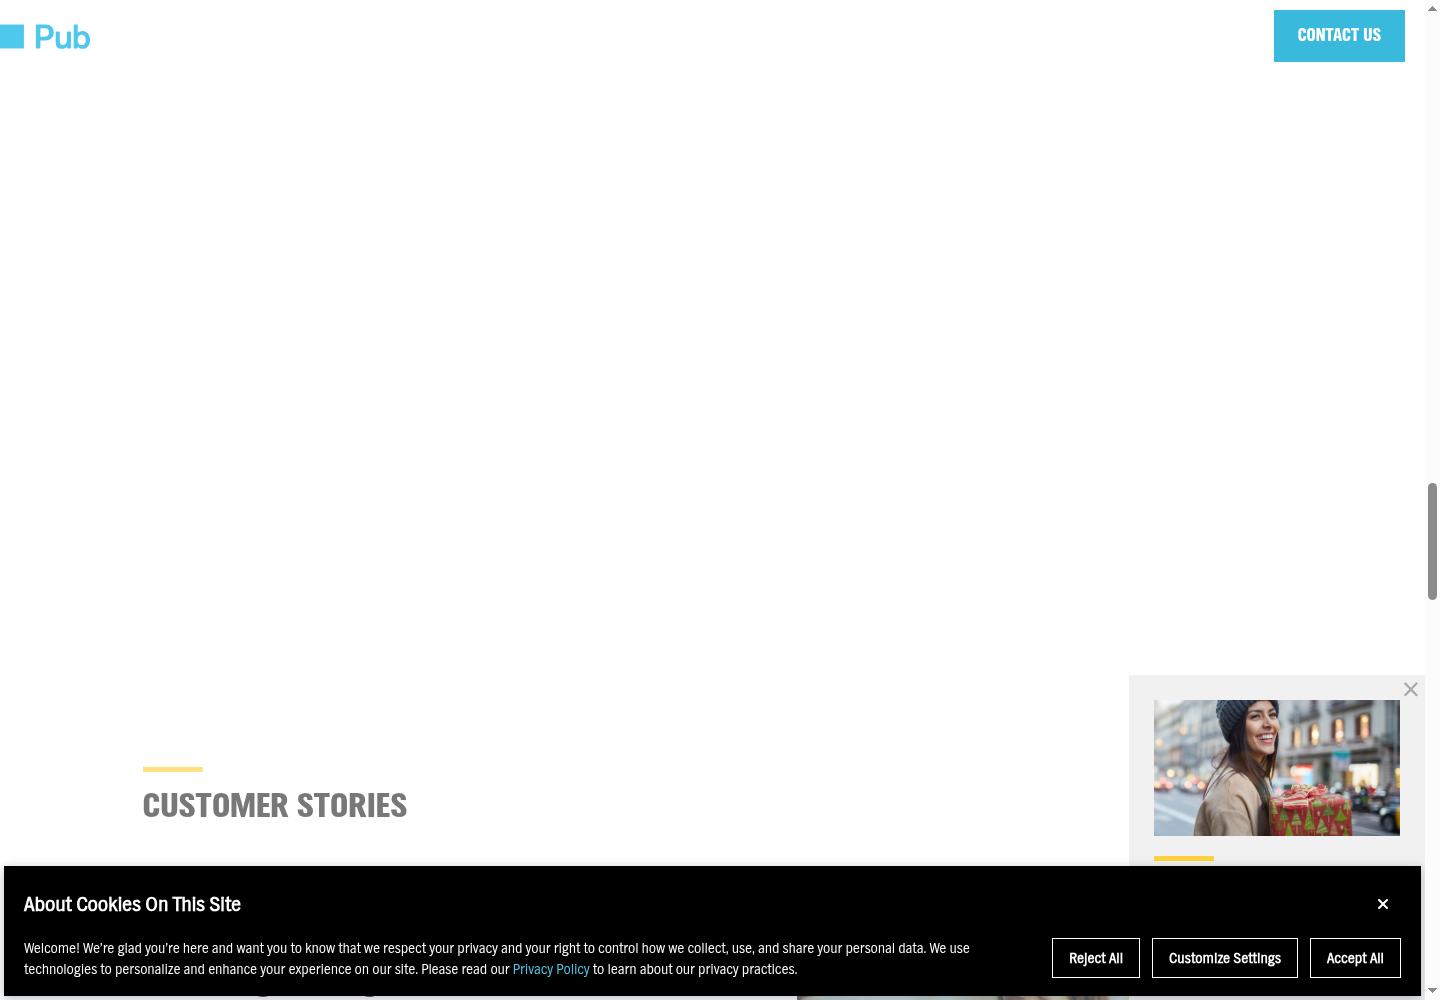 Pub
CONTACT US
CUSTOMER STORIES
About Cookies On This Site
Welcome! We're glad you're here and want you to know that we respect your privacy and your right to control how we collect, use, and share your personal data. We use
technologies to personalize and enhance your experience on our site. Please read our Privacy Policy to learn about our privacy practices.
Reject All
Customize Settings
Accept All